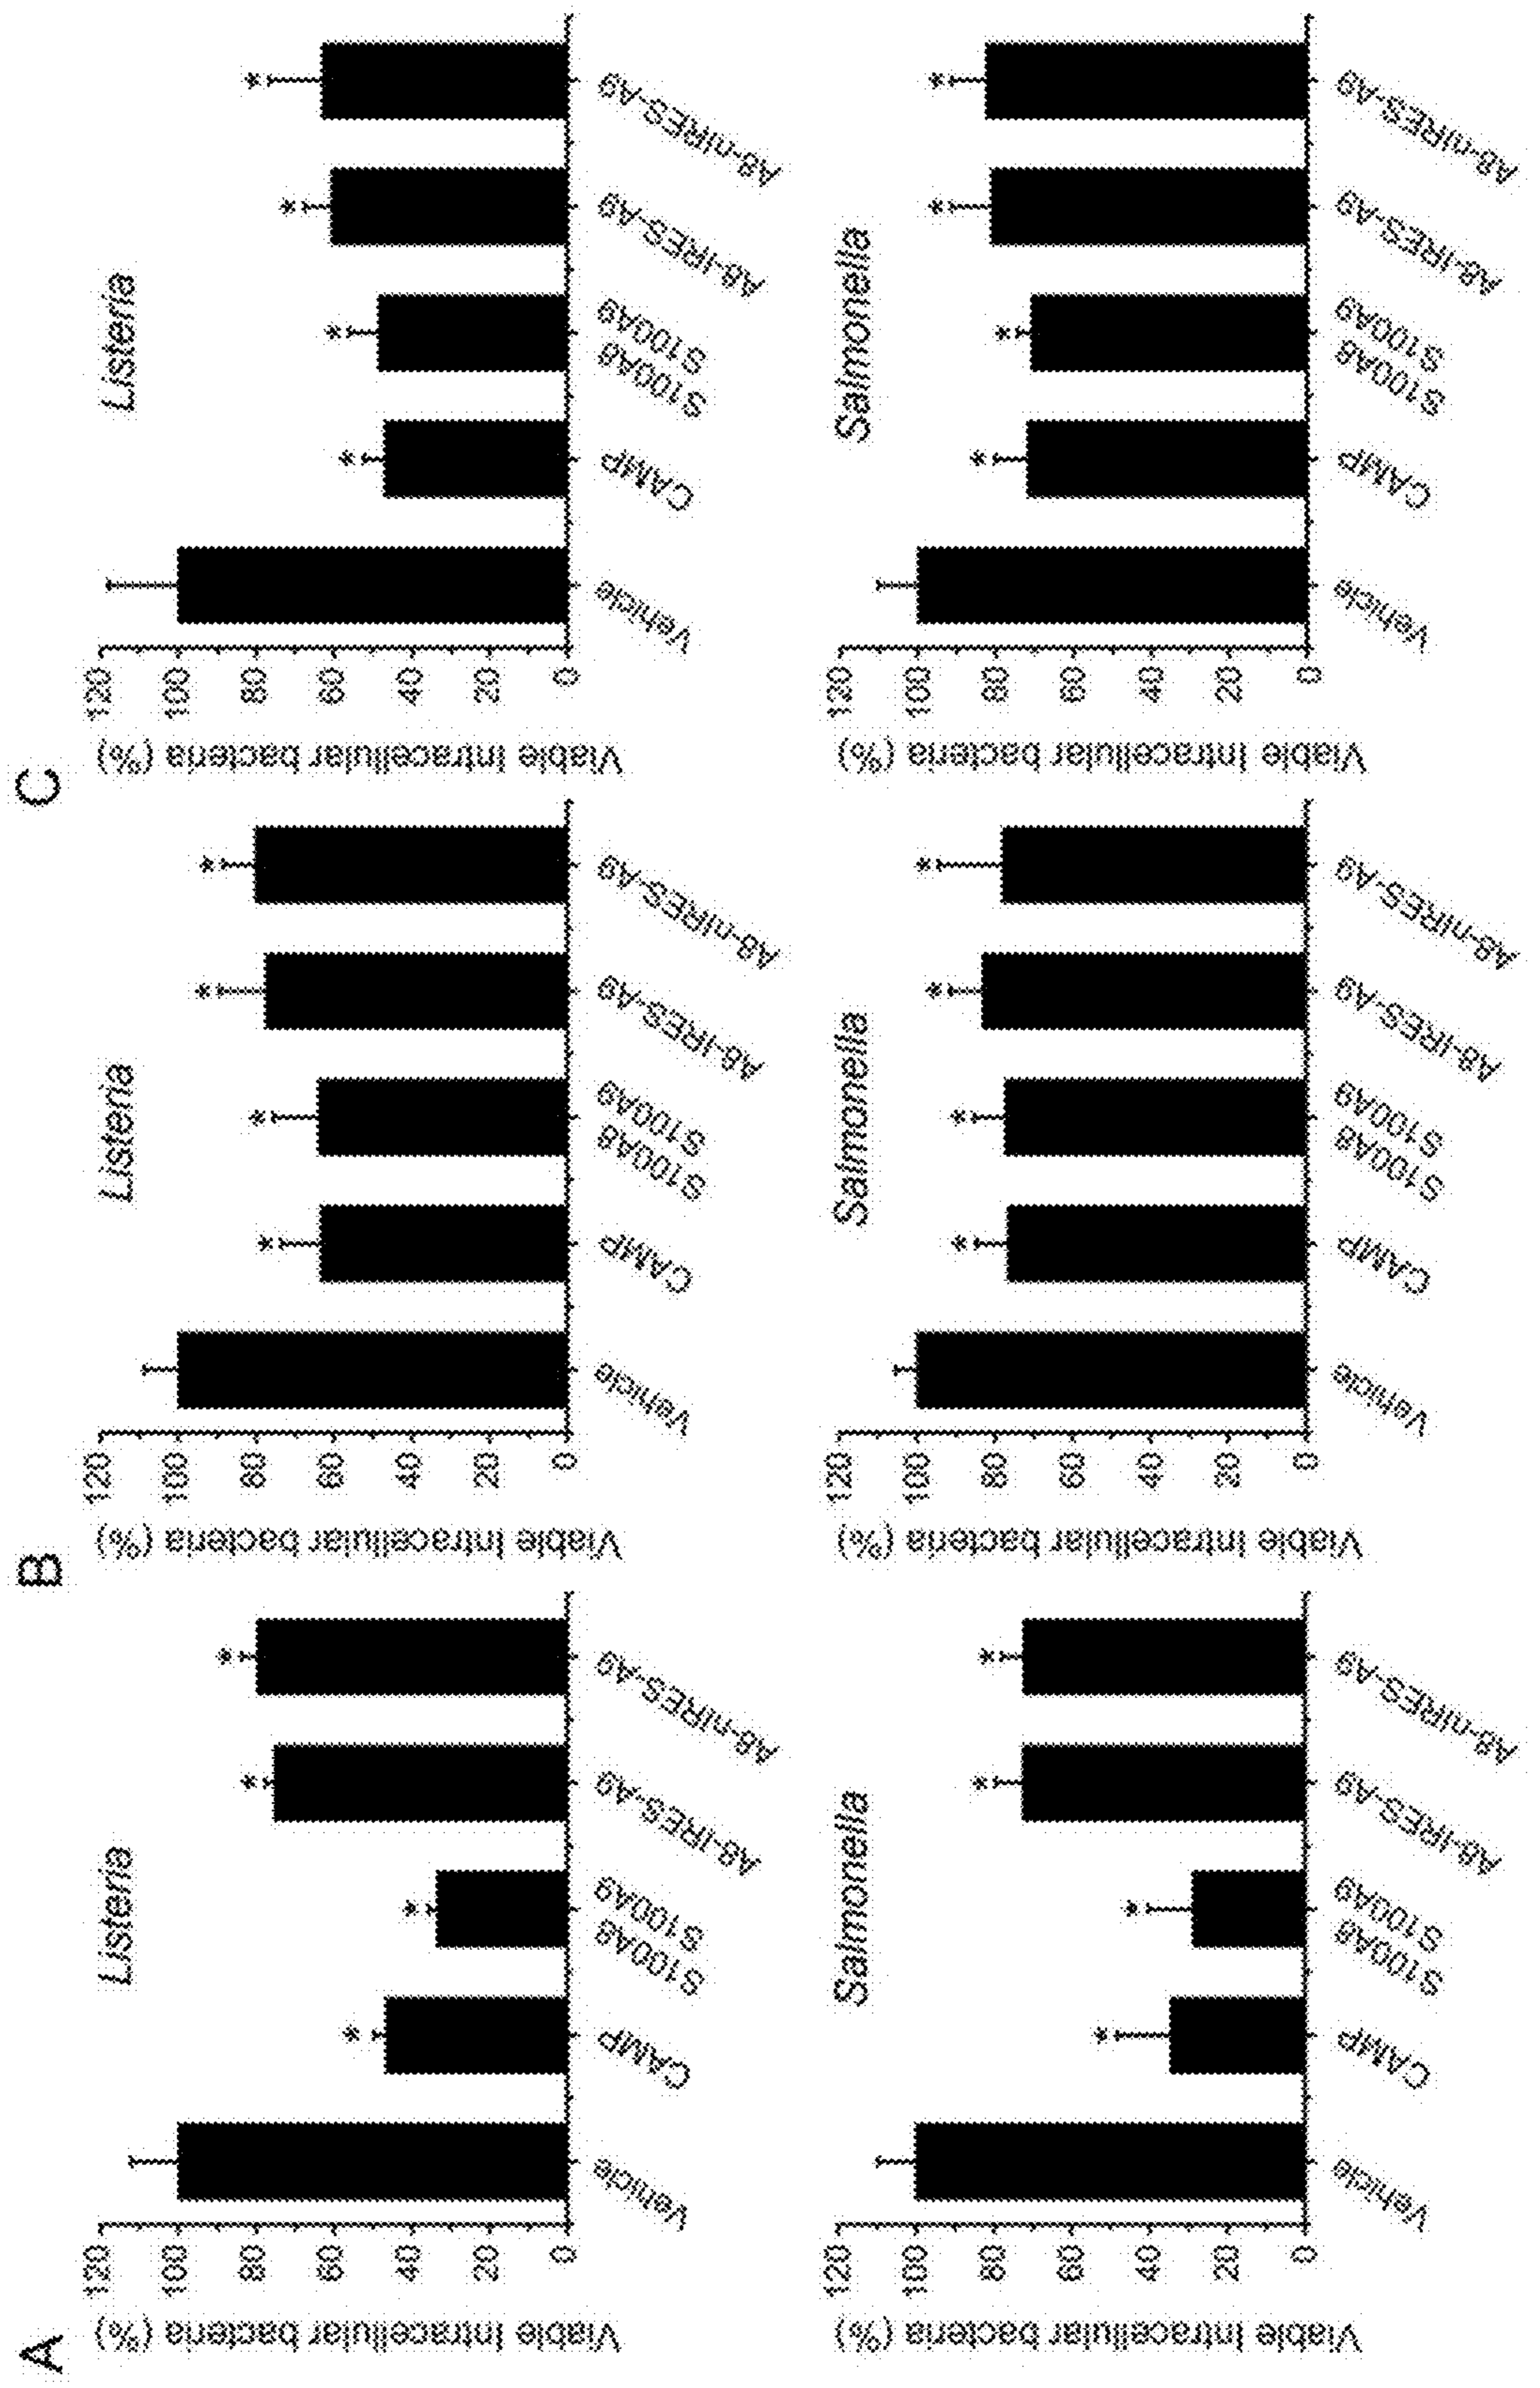 A
Listeria
Viable intracellular bacteria (%)
120
100
80
60
40
20
0
*
*
*
*
Vehicle
CAMP
S100A8
S100A9
A8-IRES-A9
A8-nIRES-A9
Salmonella
Viable intracellular bacteria (%)
120
100
80
60
40
20
0
*
*
*
*
Vehicle
CAMP
S100A8
S100A9
A8-IRES-A9
A8-nIRES-A9
B
Listeria
Viable intracellular bacteria (%)
120
100
80
60
40
20
0
*
*
*
*
Vehicle
CAMP
S100A8
S100A9
A8-IRES-A9
A8-nIRES-A9
Salmonella
Viable intracellular bacteria (%)
120
100
80
60
40
20
0
*
*
*
*
Vehicle
CAMP
S100A8
S100A9
A8-IRES-A9
A8-nIRES-A9
C
Listeria
Viable intracellular bacteria (%)
120
100
80
60
40
20
0
*
*
*
*
Vehicle
CAMP
S100A8
S100A9
A8-IRES-A9
A8-nIRES-A9
Salmonella
Viable intracellular bacteria (%)
120
100
80
60
40
20
0
*
*
*
*
Vehicle
CAMP
S100A8
S100A9
A8-IRES-A9
A8-nIRES-A9